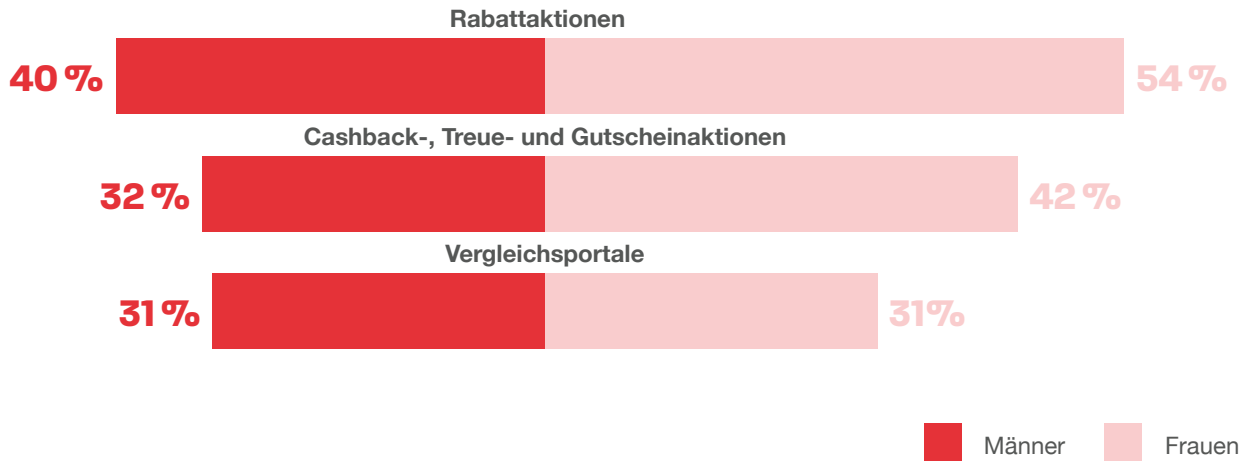 Rabattaktionen
40 % 54 %
Cashback-, Treue- und Gutscheinaktionen
32 % 42 %
Vergleichsportale
31 % 31%
Männer Frauen